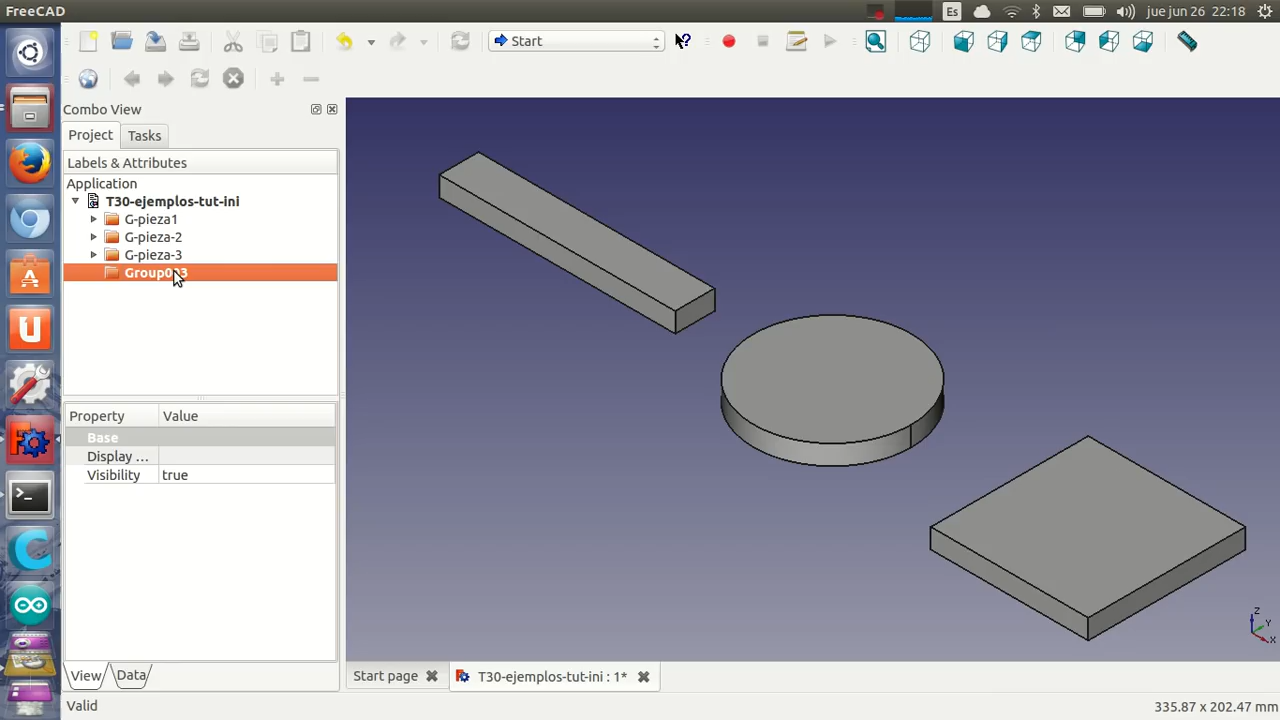 FreeCAD
Es
jue jun 26 22:18
Start
Combo View
Project
Tasks
Labels & Attributes
Application
T30-ejemplos-tut-ini
G-pieza1
G-pieza-2
G-pieza-3
Property
Value
Base
Display ...
Visibility
true
View
Data
Start page
T30-ejemplos-tut-ini : 1*
Valid
335.87 x 202.47 mm
Z
Y
X